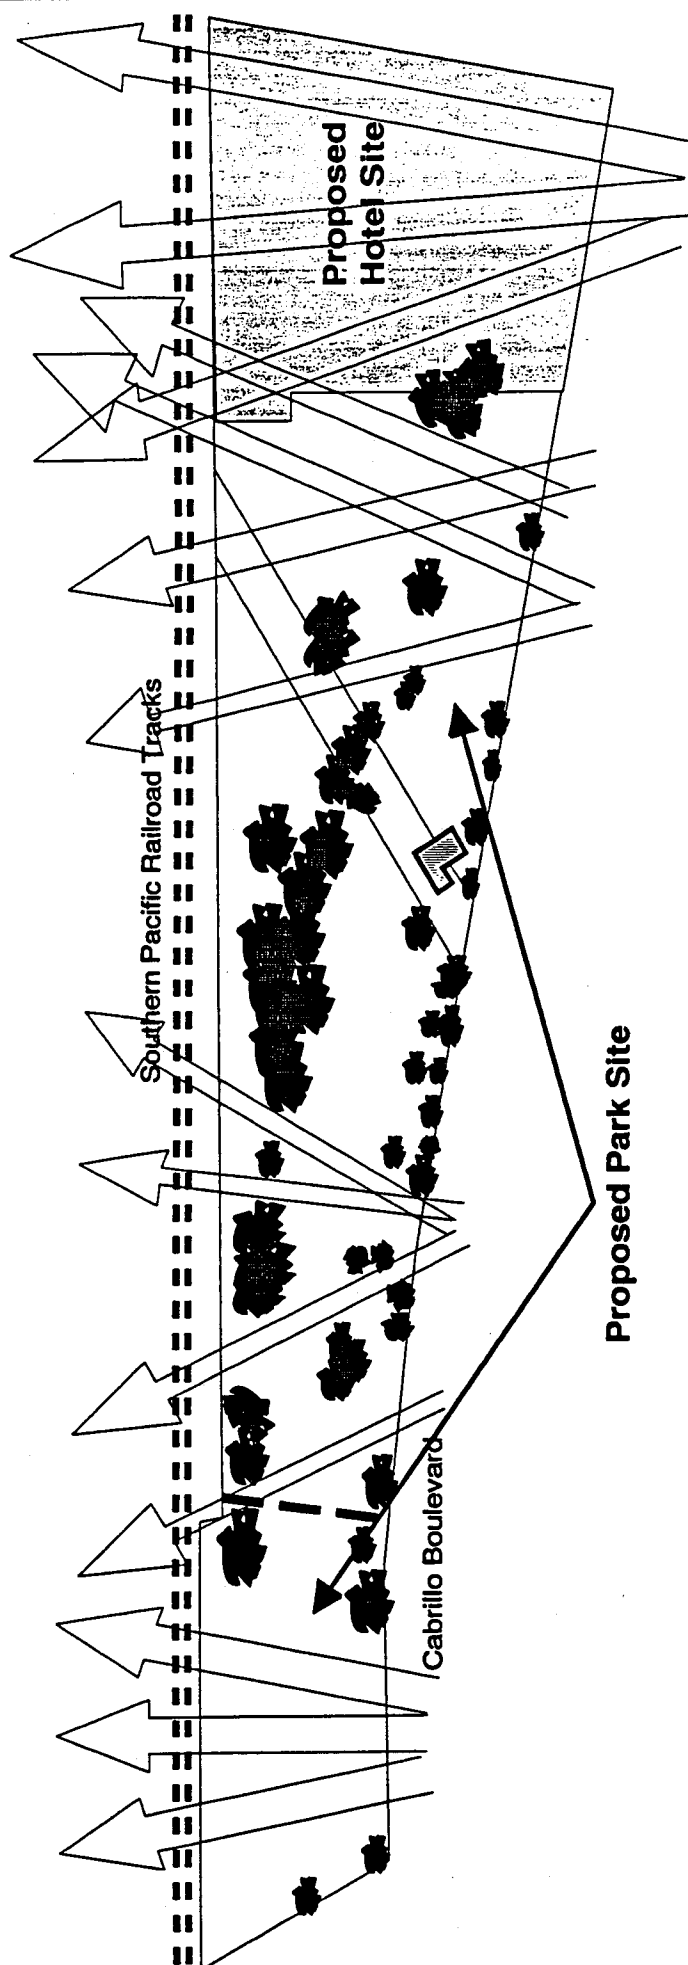 Proposed
Hotel Site
Southern Pacific Railroad Tracks
Proposed Park Site
Cabrillo Boulevard